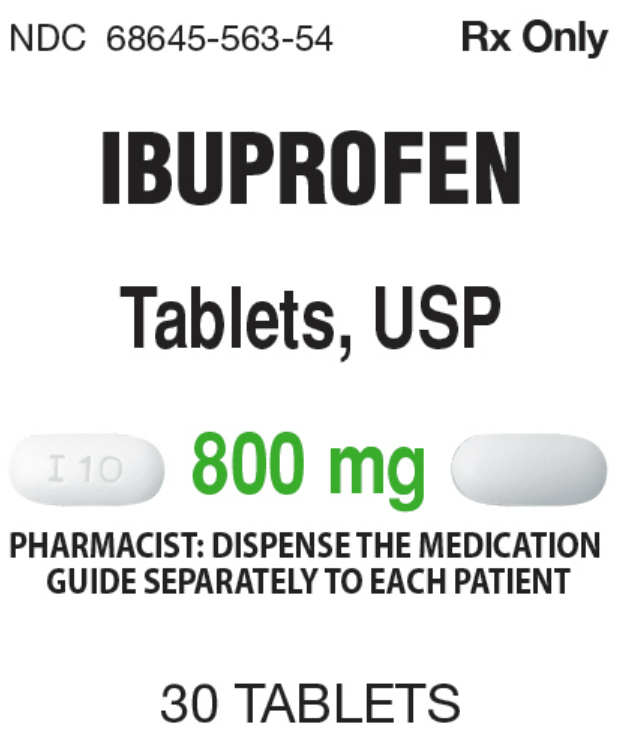 NDC 68645-563-54 Rx Only
IBUPROFEN
Tablets, USP
I 10 800 mg
PHARMACIST: DISPENSE THE MEDICATION
GUIDE SEPARATELY TO EACH PATIENT
30 TABLETS